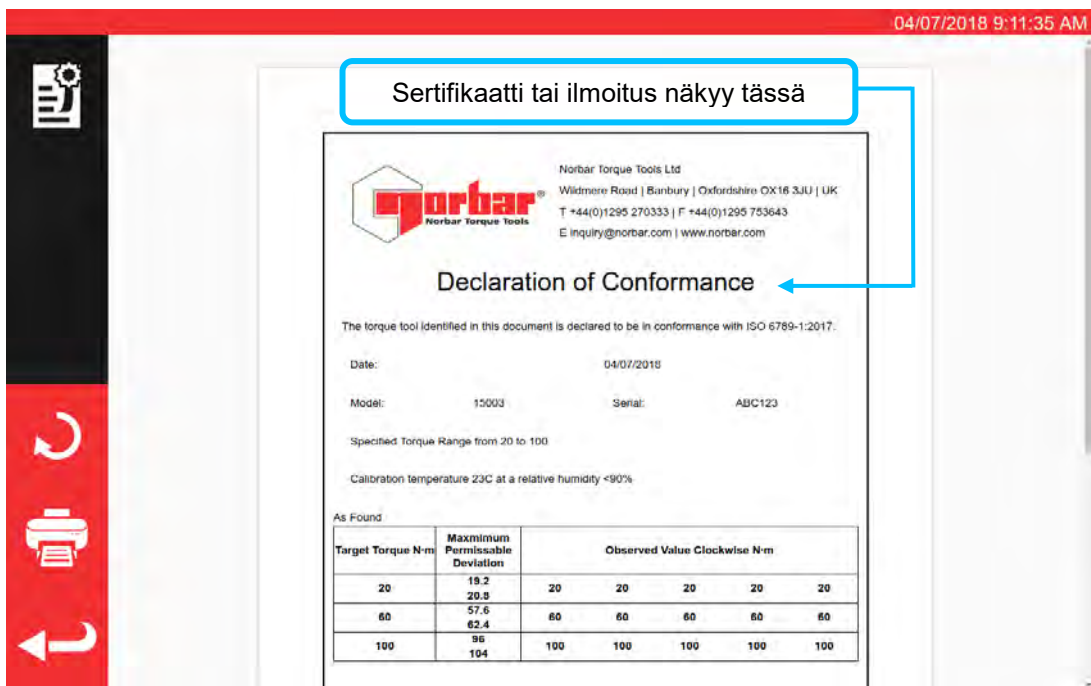 04/07/2018 9:11:35 AM
Sertifikaatti tai ilmoitus näkyy tässä
norbar®
Norbar Torque Tools
Norbar Torque Tools Ltd
Wildmere Road | Banbury | Oxfordshire OX16 3JU | UK
T +44(0)1295 270333 | F +44(0)1295 753643
E inquiry@norbar.com | www.norbar.com
Declaration of Conformance
The torque tool identified in this document is declared to be in conformance with ISO 6789-1:2017.
Date: 04/07/2018
Model: 15003 Serial: ABC123
Specified Torque Range from 20 to 100
Calibration temperature 23C at a relative humidity <90%
As Found
Target Torque N·m Maxmimum Permissable Deviation Observed Value Clockwise N·m
20 19.2 20.8 20 20 20 20 20
60 57.6 62.4 60 60 60 60 60
100 96 104 100 100 100 100 100